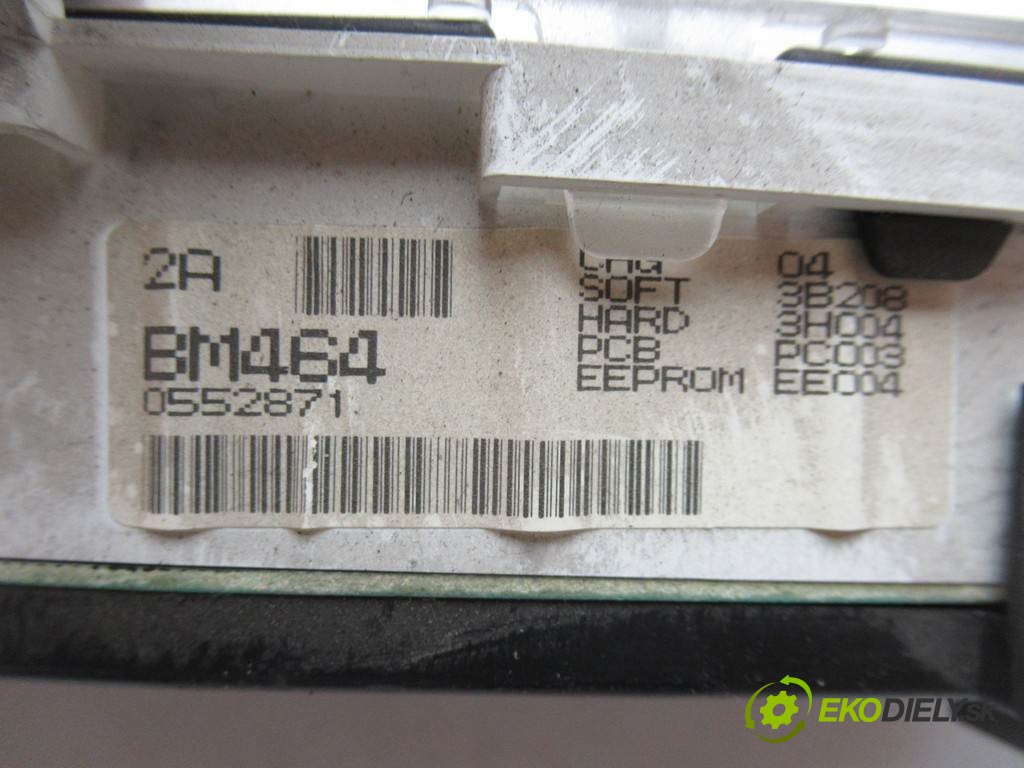 2A
BM464
0552871
04
SOFT 3B208
HARD 3H004
PCB PC003
EEPROM EE004
EKODIELY.SK